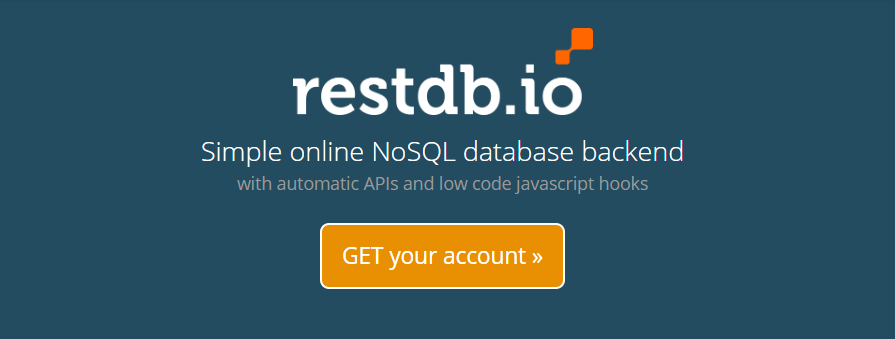 restdb.io
Simple online NoSQL database backend
with automatic APIs and low code javascript hooks
GET your account »